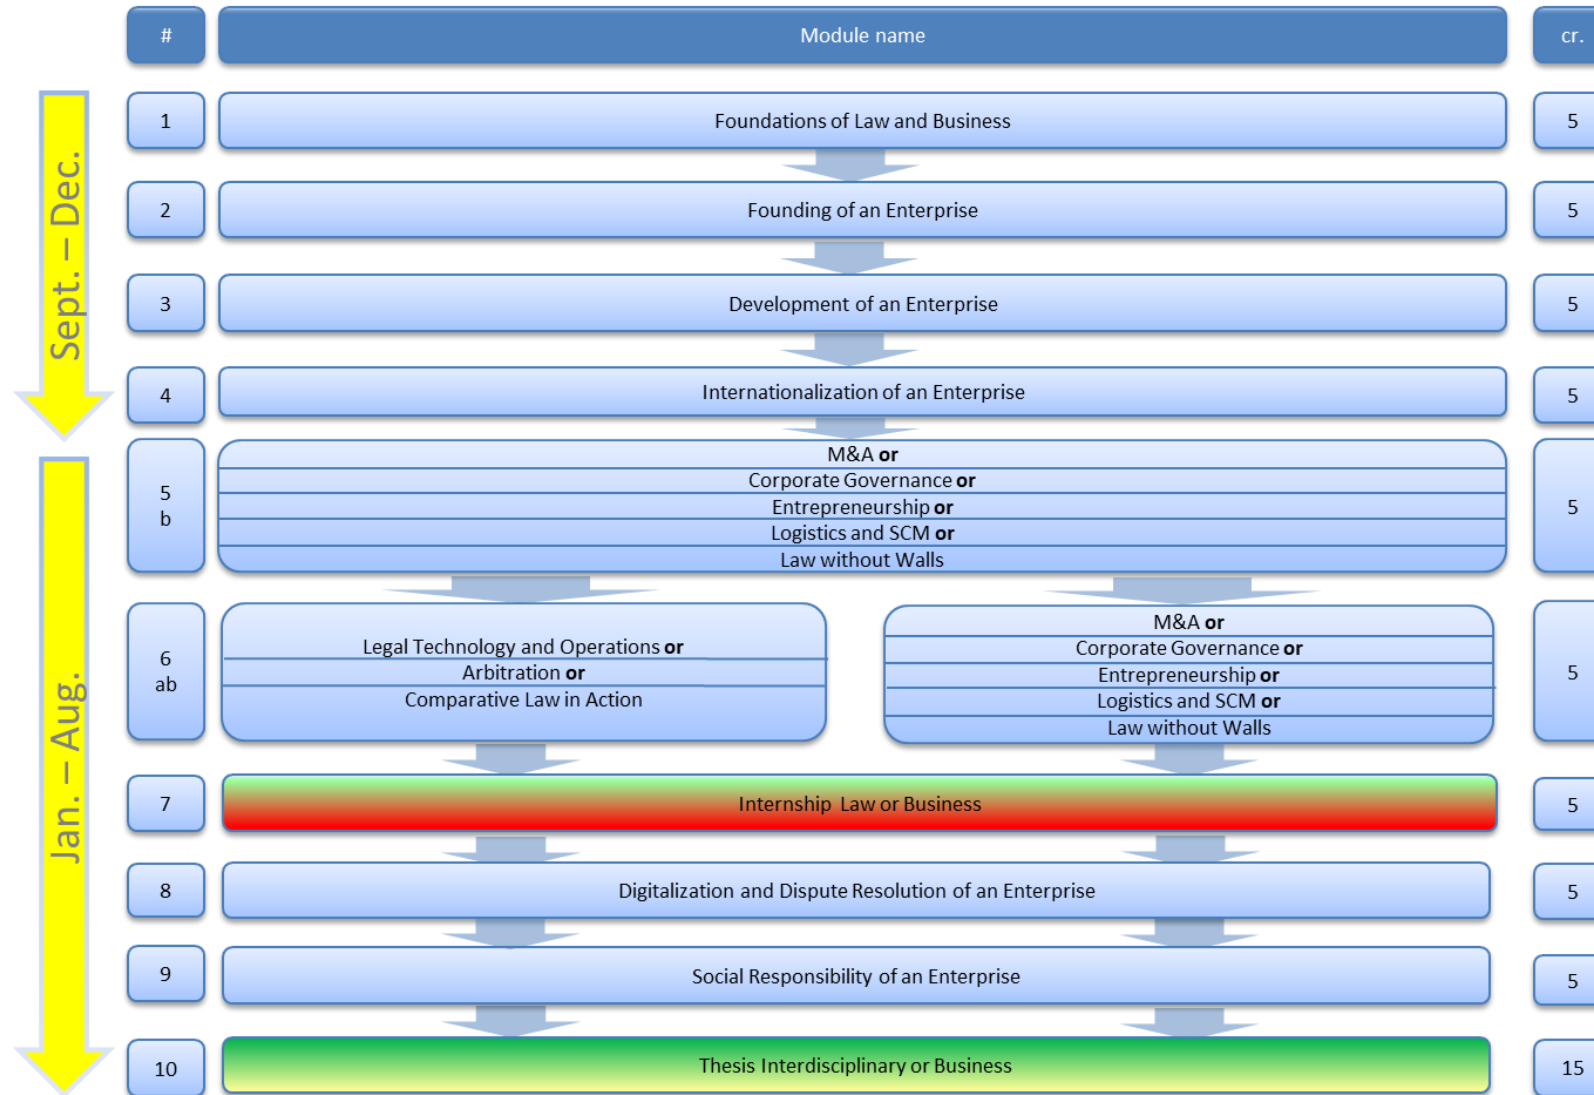 # Module name cr.
Sept. – Dec.
1 Foundations of Law and Business 5
2 Founding of an Enterprise 5
3 Development of an Enterprise 5
4 Internationalization of an Enterprise 5
Jan. – Aug.
5
b
M&A or
Corporate Governance or
Entrepreneurship or
Logistics and SCM or
Law without Walls
5
6
ab
Legal Technology and Operations or
Arbitration or
Comparative Law in Action
M&A or
Corporate Governance or
Entrepreneurship or
Logistics and SCM or
Law without Walls
5
7 Internship Law or Business 5
8 Digitalization and Dispute Resolution of an Enterprise 5
9 Social Responsibility of an Enterprise 5
10 Thesis Interdisciplinary or Business 15